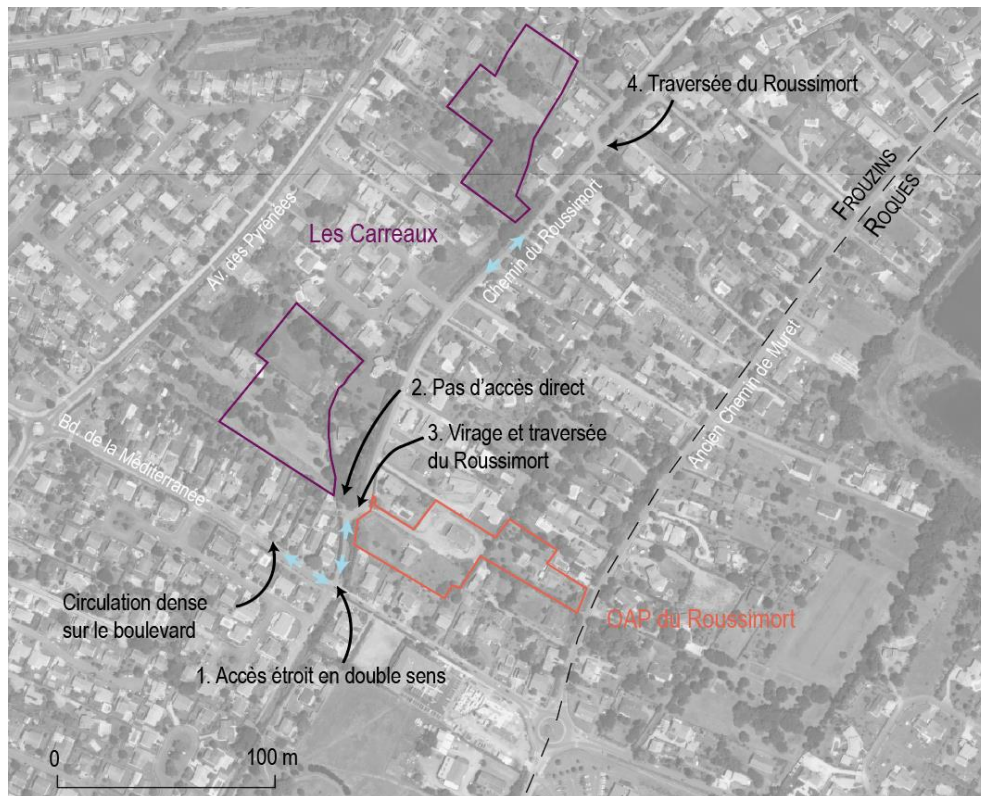 4. Traversée du Roussimort
FROUZINS
ROQUES
Les Carreaux
Av. des Pyrénées
Chemin du Roussimort
2. Pas d'accès direct
3. Virage et traversée
du Roussimort
Ancien Chemin de Muret
Bd. de la Méditerranée
Circulation dense
sur le boulevard
OAP du Roussimort
1. Accès étroit en double sens
0
100 m